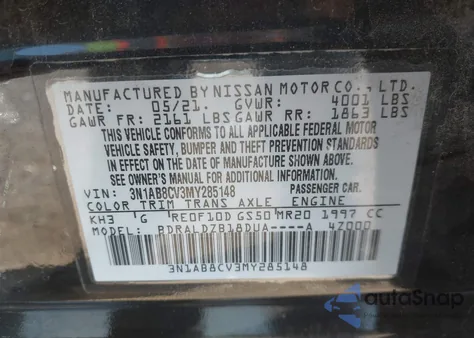 MANUFACTURED BY NISSAN MOTOR CO., LTD.
DATE: 05/21. GVWR: 4001 LBS
GAWR FR: 2161 LBS GAWR RR: 1863 LBS
THIS VEHICLE CONFORMS TO ALL APPLICABLE FEDERAL MOTOR
VEHICLE SAFETY, BUMPER AND THEFT PREVENTION STANDARDS
IN EFFECT ON THE DATE OF MANUFACTURE SHOWN ABOVE.
SEE OWNER'S MANUAL FOR ADDITIONAL INFORMATION.
VIN: 3N1AB8CV3MY285148 PASSENGER CAR
COLOR TRIM TRANS AXLE ENGINE
KH3 G RE0F10D GS50 MR20 1997 CC
MODEL: BDRALDZB18DUA----A 4Z000
3N1AB8CV3MY285148
autoSnap